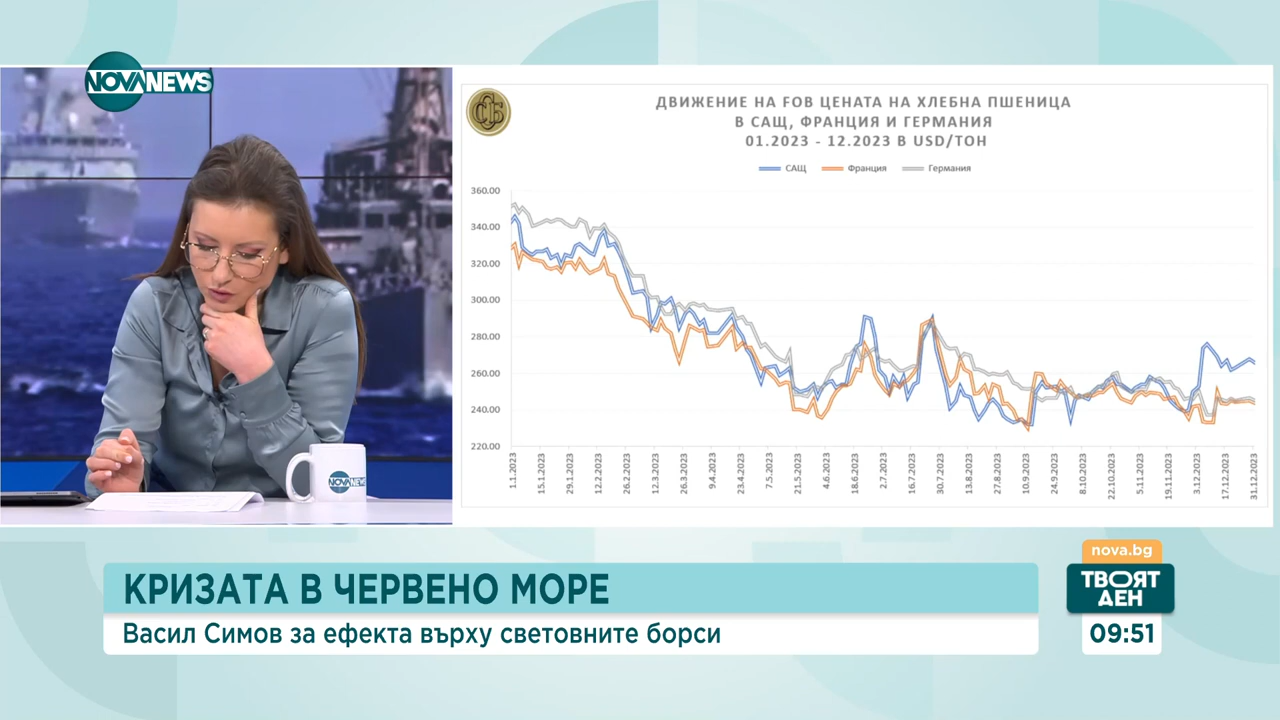 NOVA NEWS
ДВИЖЕНИЕ НА FOB ЦЕНАТА НА ХЛЕБНА ПШЕНИЦА
В САЩ, ФРАНЦИЯ И ГЕРМАНИЯ
01.2023 - 12.2023 В USD/ТОН
САЩ Франция Германия
360.00
340.00
320.00
300.00
280.00
260.00
240.00
220.00
1.1.2023 15.1.2023 29.1.2023 12.2.2023 26.2.2023 12.3.2023 26.3.2023 9.4.2023 23.4.2023 7.5.2023 21.5.2023 4.6.2023 18.6.2023 2.7.2023 16.7.2023 30.7.2023 13.8.2023 27.8.2023 10.9.2023 24.9.2023 8.10.2023 22.10.2023 5.11.2023 19.11.2023 3.12.2023 17.12.2023 31.12.2023
NOVA NEWS
КРИЗАТА В ЧЕРВЕНО МОРЕ
Васил Симов за ефекта върху световните борси
nova.bg
ТВОЯТ
ДЕН
09:51